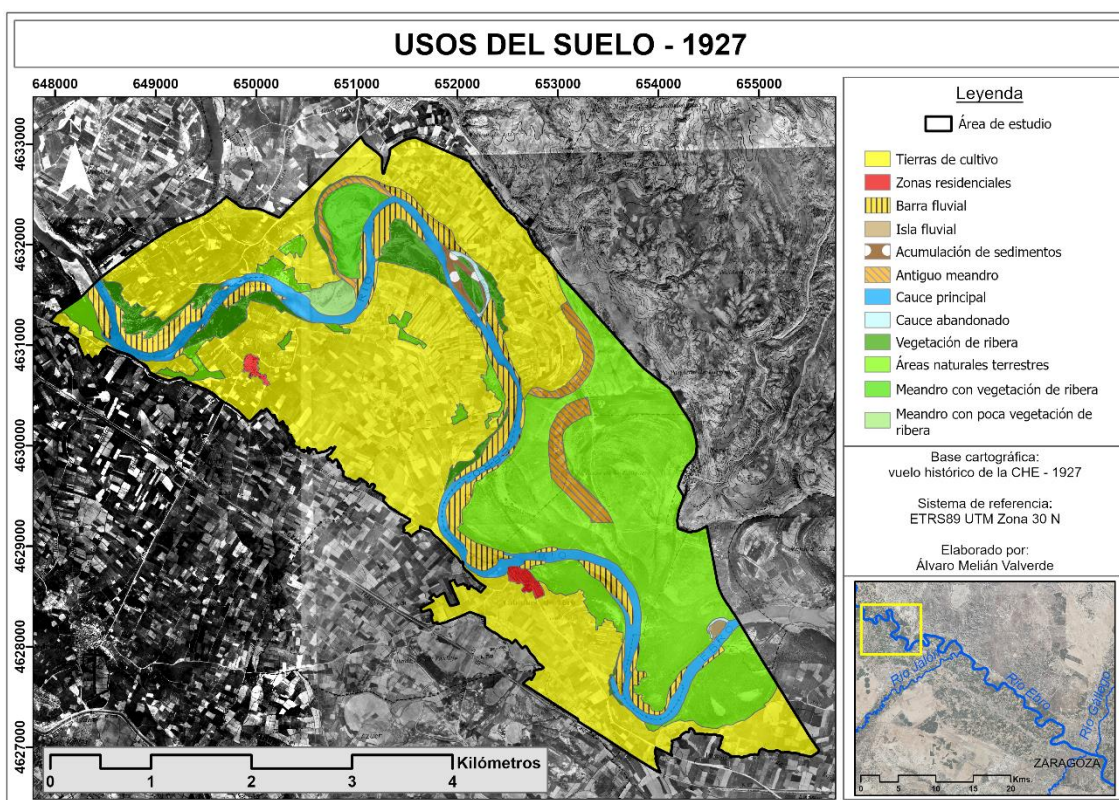 USOS DEL SUELO - 1927
648000 649000 650000 651000 652000 653000 654000 655000
4633000
4632000
4631000
4630000
4629000
4628000
4627000
0 1 2 3 4 Kilómetros
Leyenda
Área de estudio
Tierras de cultivo
Zonas residenciales
Barra fluvial
Isla fluvial
Acumulación de sedimentos
Antiguo meandro
Cauce principal
Cauce abandonado
Vegetación de ribera
Áreas naturales terrestres
Meandro con vegetación de ribera
Meandro con poca vegetación de
ribera
Base cartográfica:
vuelo histórico de la CHE - 1927
Sistema de referencia:
ETRS89 UTM Zona 30 N
Elaborado por:
Álvaro Melián Valverde
Río Jalón
Río Ebro
Río Gállego
ZARAGOZA
0 5 10 20 Kms.